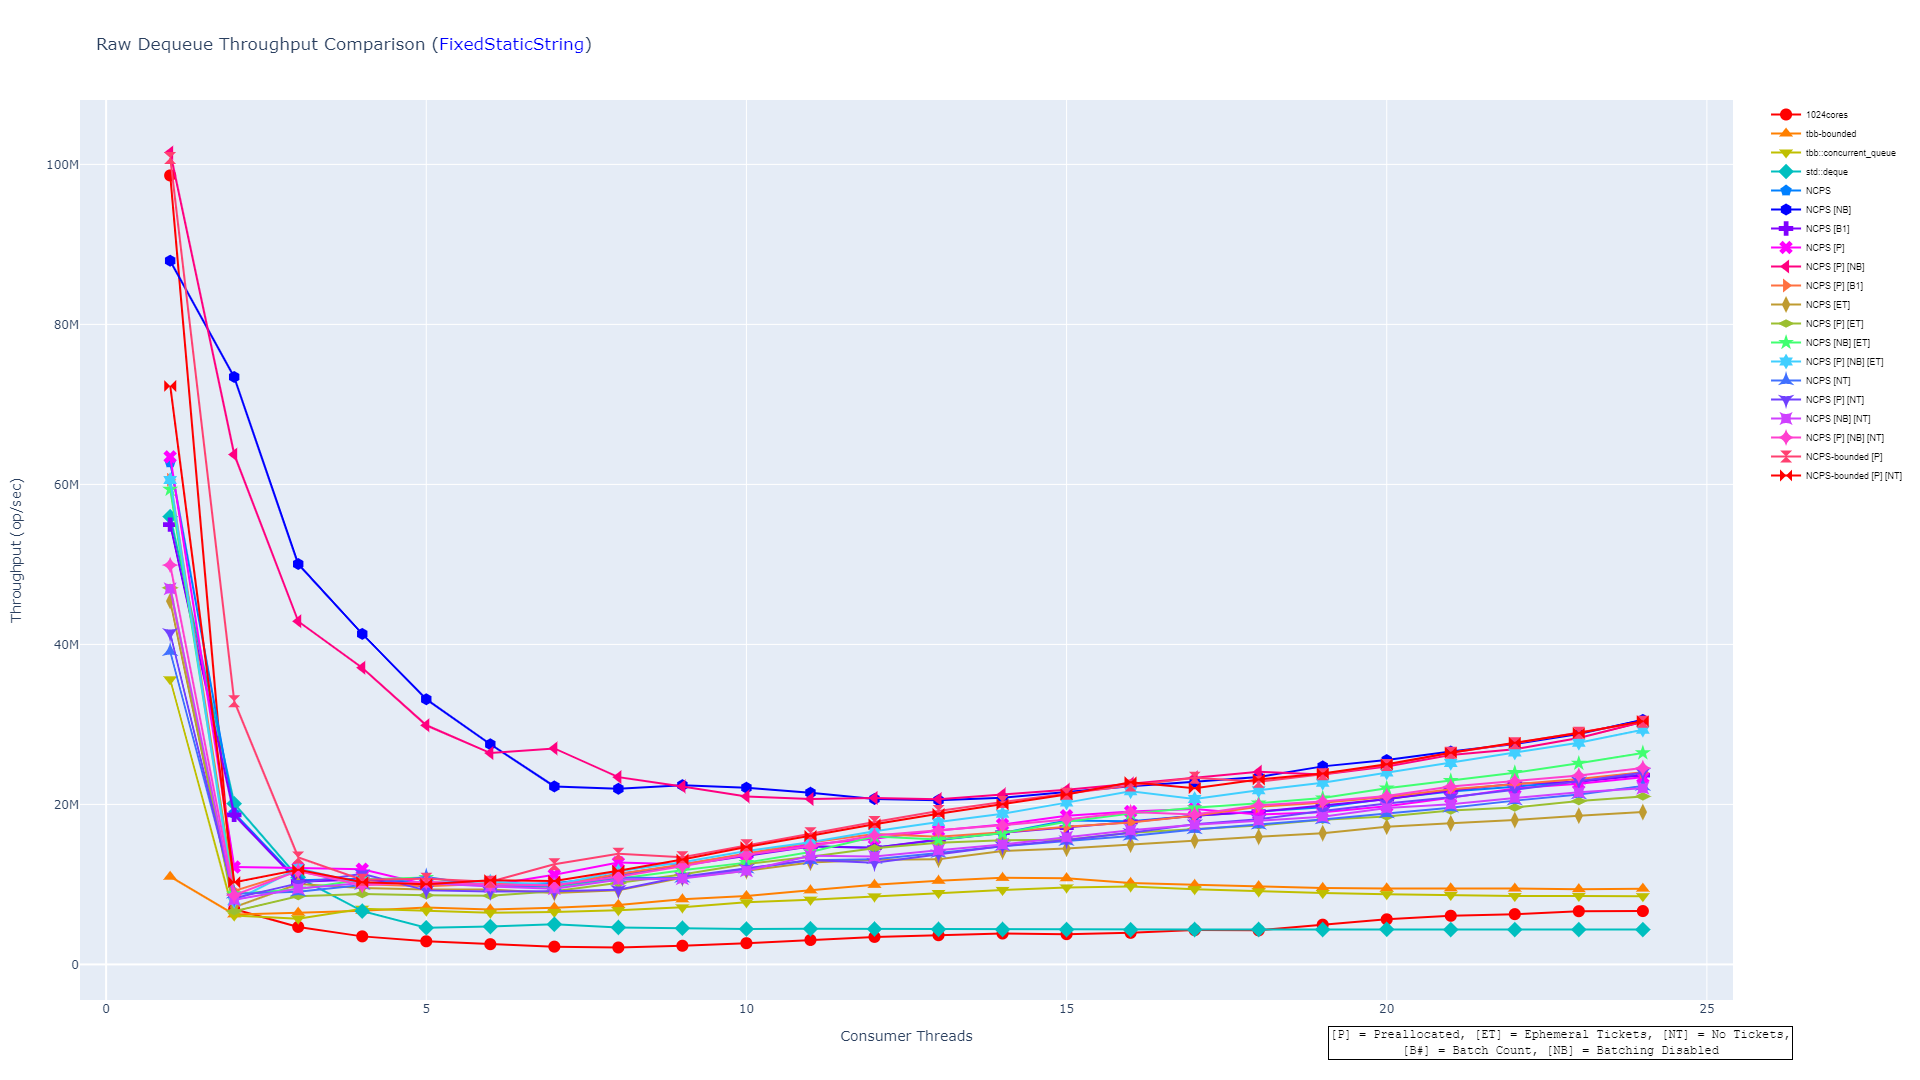 Raw Dequeue Throughput Comparison (FixedStaticString)
100M
80M
60M
40M
20M
0
Throughput (op/sec)
0 5 10 15 20 25
Consumer Threads
1024cores
tbb-bounded
tbb::concurrent_queue
std::deque
NCPS
NCPS [NB]
NCPS [B1]
NCPS [P]
NCPS [P] [NB]
NCPS [P] [B1]
NCPS [ET]
NCPS [P] [ET]
NCPS [NB] [ET]
NCPS [P] [NB] [ET]
NCPS [NT]
NCPS [P] [NT]
NCPS [NB] [NT]
NCPS [P] [NB] [NT]
NCPS-bounded [P]
NCPS-bounded [P] [NT]
[P] = Preallocated, [ET] = Ephemeral Tickets, [NT] = No Tickets,
[B#] = Batch Count, [NB] = Batching Disabled